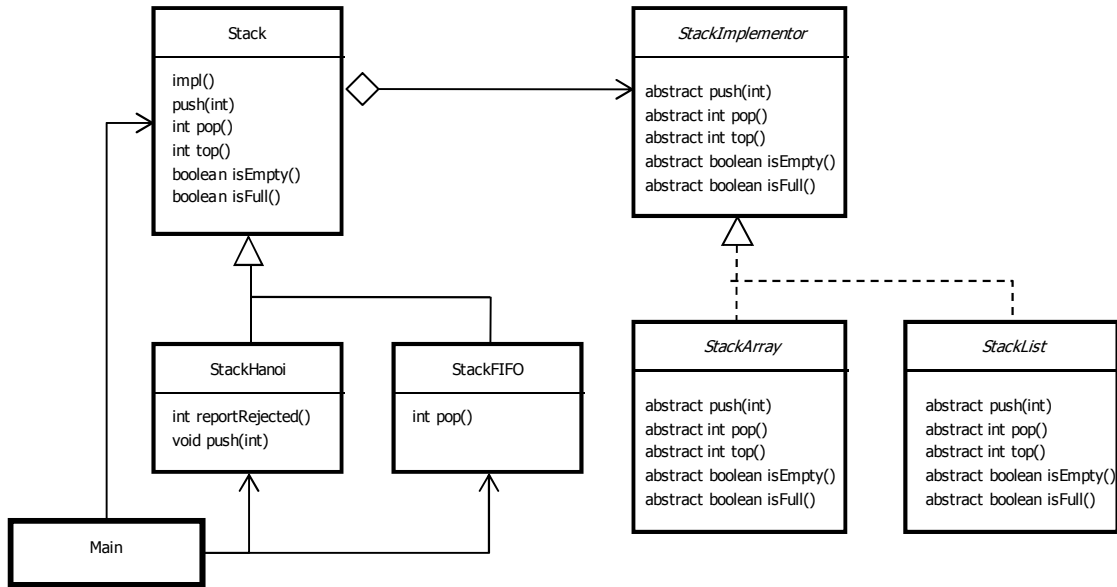 Stack
impl()
push(int)
int pop()
int top()
boolean isEmpty()
boolean isFull()
StackImplementor
abstract push(int)
abstract int pop()
abstract int top()
abstract boolean isEmpty()
abstract boolean isFull()
StackHanoi
int reportRejected()
void push(int)
StackFIFO
int pop()
StackArray
abstract push(int)
abstract int pop()
abstract int top()
abstract boolean isEmpty()
abstract boolean isFull()
StackList
abstract push(int)
abstract int pop()
abstract int top()
abstract boolean isEmpty()
abstract boolean isFull()
Main